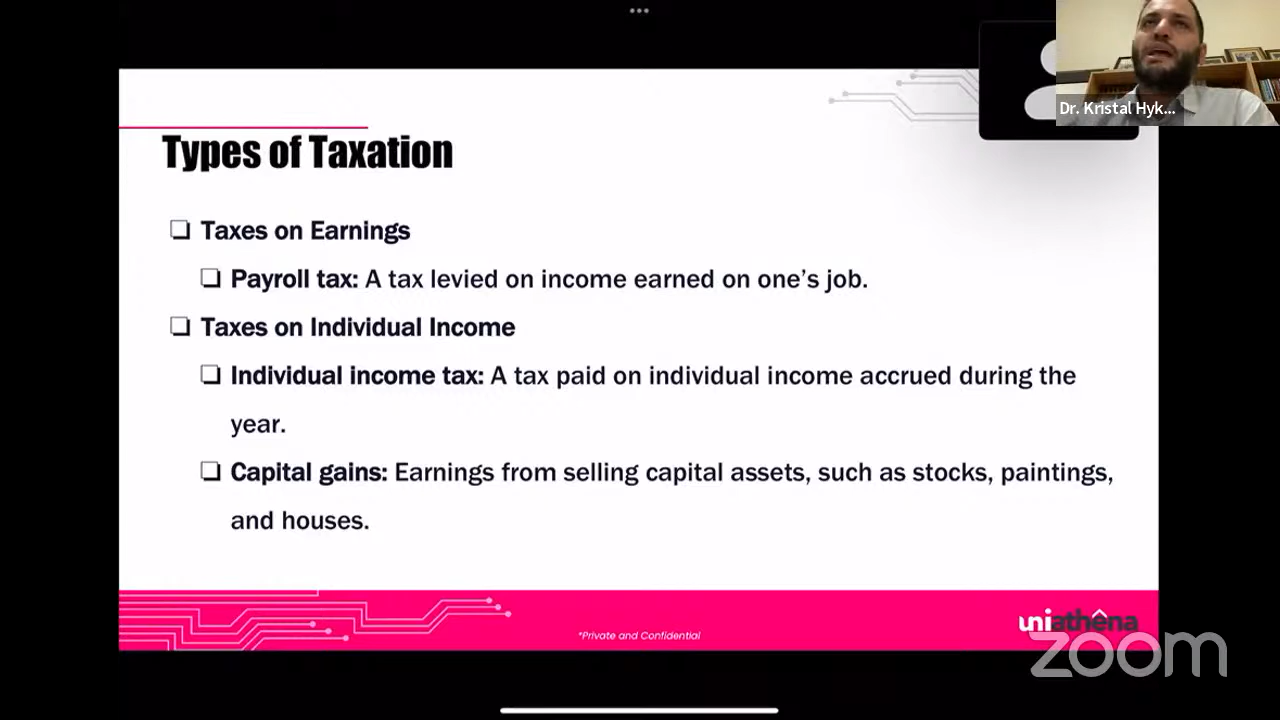 Dr. Kristal Hyk...
Types of Taxation
Taxes on Earnings
Payroll tax: A tax levied on income earned on one’s job.
Taxes on Individual Income
Individual income tax: A tax paid on individual income accrued during the
year.
Capital gains: Earnings from selling capital assets, such as stocks, paintings,
and houses.
*Private and Confidential
uniathena
zoom